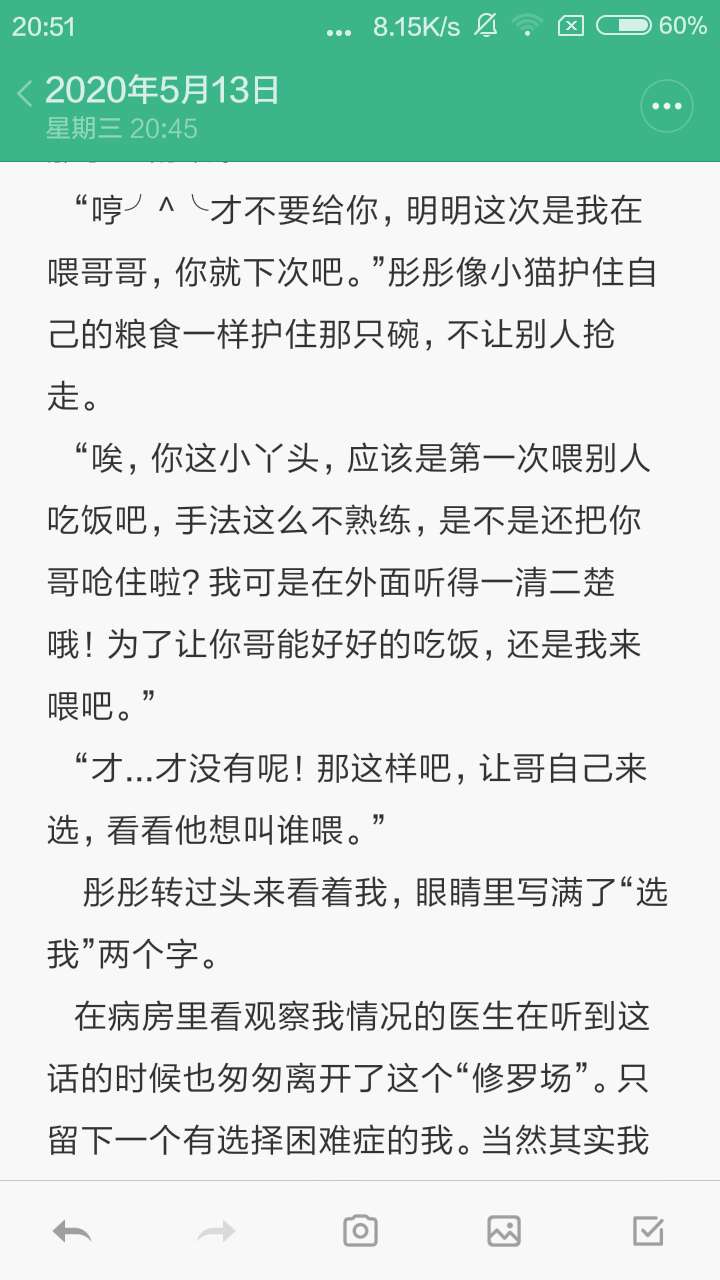 20:51
... 8.15K/s 60%
2020年5月13日
星期三 20:45
“哼╯^╰才不要给你，明明这次是我在
喂哥哥，你就下次吧。”彤彤像小猫护住自
己的粮食一样护住那只碗，不让别人抢
走。
“唉，你这小丫头，应该是第一次喂别人
吃饭吧，手法这么不熟练，是不是还把你
哥呛住啦？我可是在外面听得一清二楚
哦！为了让你哥能好好的吃饭，还是我来
喂吧。”
“才...才没有呢！那这样吧，让哥自己来
选，看看他想叫谁喂。”
彤彤转过头来看着我，眼睛里写满了“选
我”两个字。
在病房里看观察我情况的医生在听到这
话的时候也匆匆离开了这个“修罗场”。只
留下一个有选择困难症的我。当然其实我